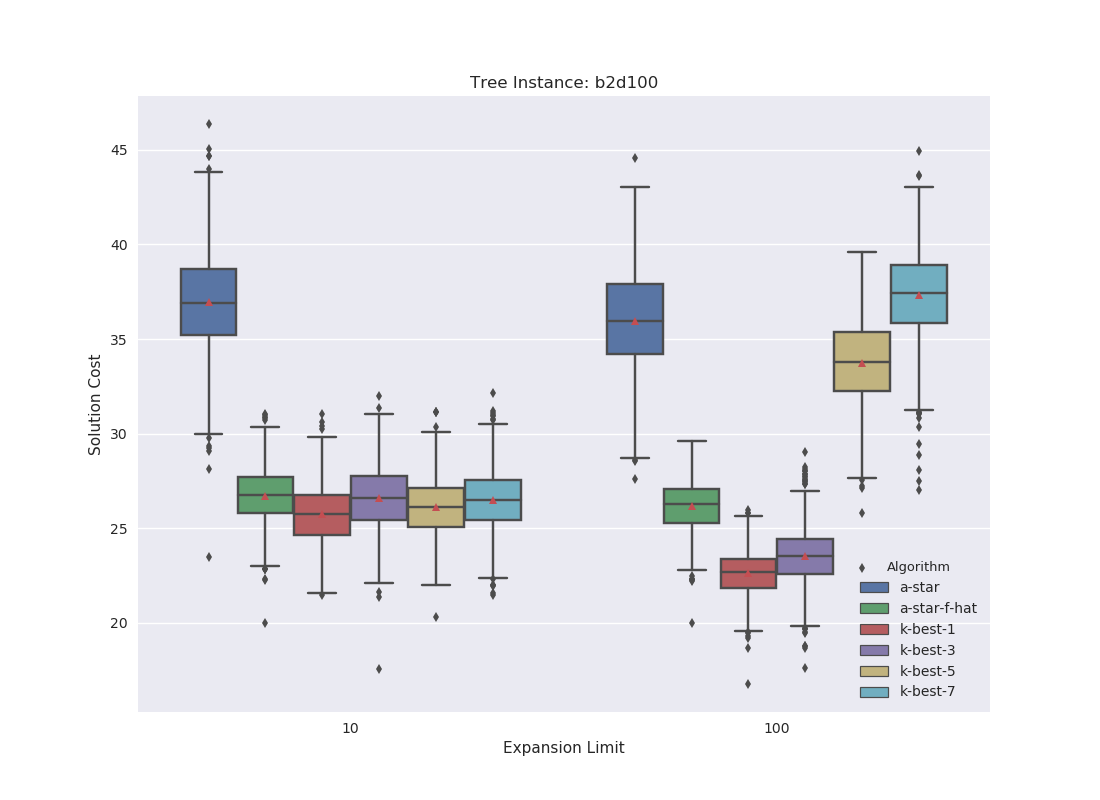 Tree Instance: b2d100
Solution Cost
45
40
35
30
25
20
10
100
Expansion Limit
Algorithm
a-star
a-star-f-hat
k-best-1
k-best-3
k-best-5
k-best-7